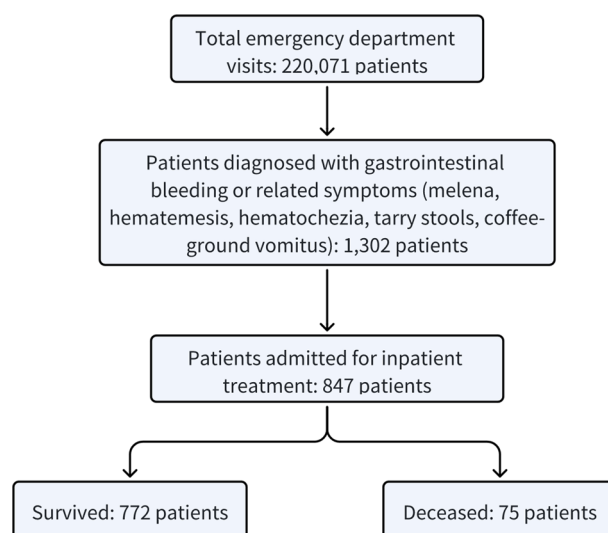 Total emergency department
visits: 220,071 patients
Patients diagnosed with gastrointestinal
bleeding or related symptoms (melena,
hematemesis, hematochezia, tarry stools, coffee-
ground vomitus): 1,302 patients
Patients admitted for inpatient
treatment: 847 patients
Survived: 772 patients
Deceased: 75 patients